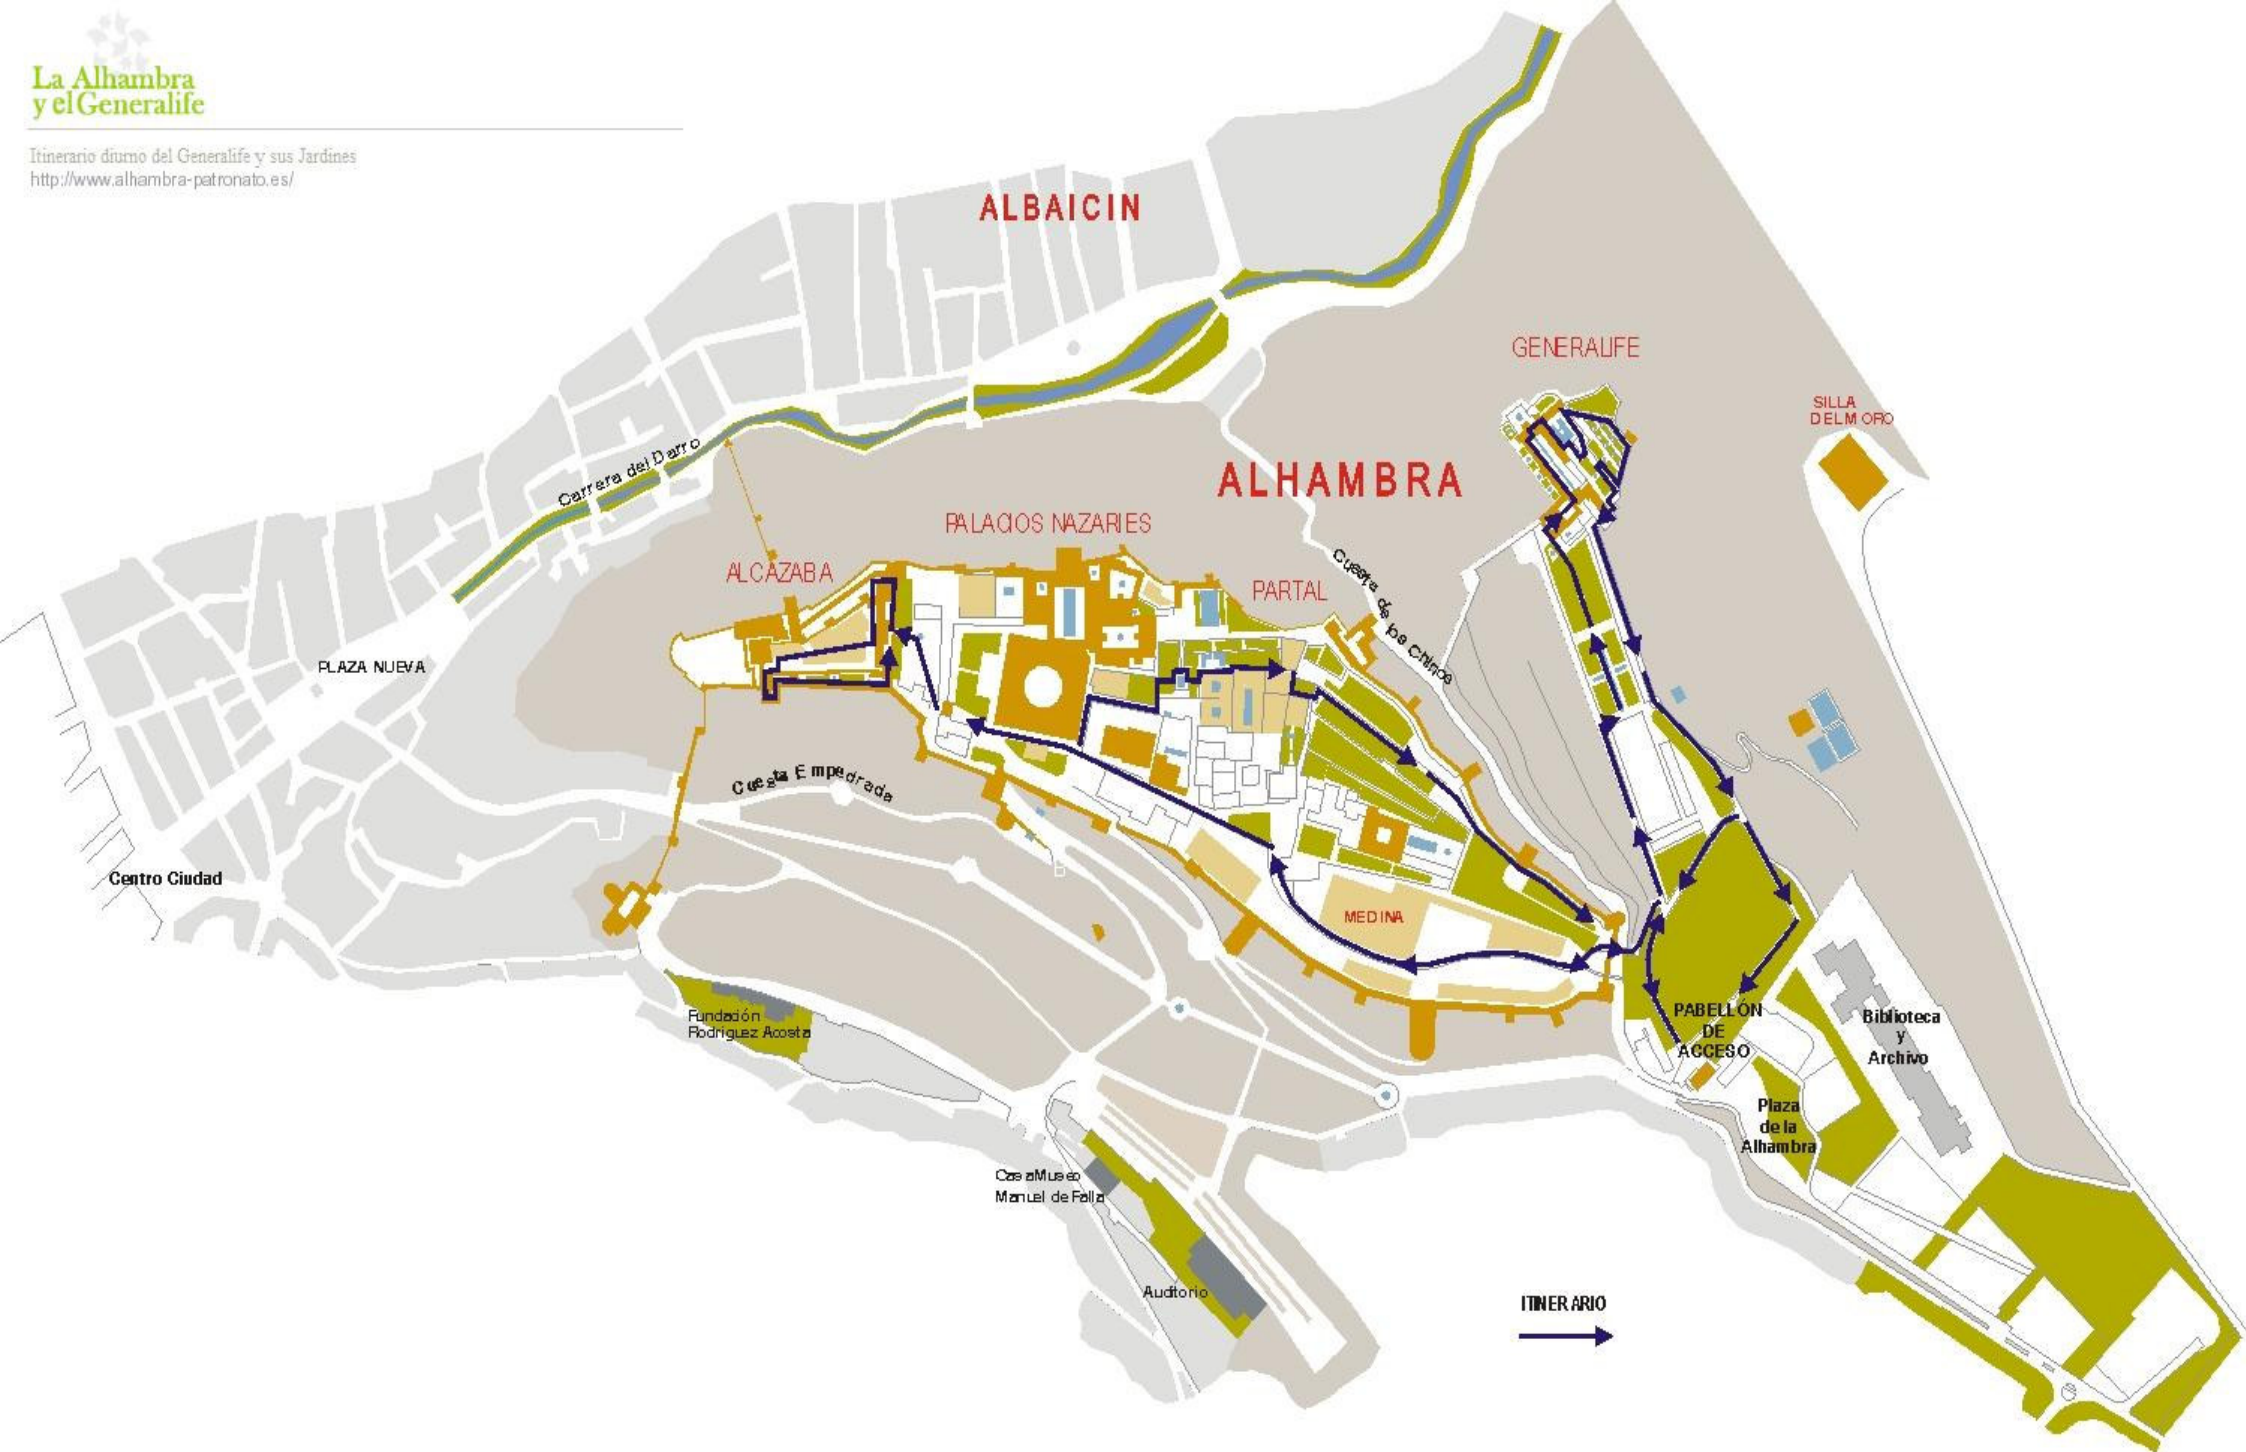 La Alhambra
y el Generalife
Itinerario diurno del Generalife y sus Jardines
http://www.alhambra-patronato.es/
ALBAICIN
GENERALIFE
SILLA
DEL MORO
Carrera del Darro
ALHAMBRA
PALACIOS NAZARIES
ALCAZABA
PARTAL
Cuesta de los Chinos
PLAZA NUEVA
Cuesta Empedrada
Centro Ciudad
MEDINA
PABELLÓN
DE
ACCESO
Biblioteca
y
Archivo
Fundación
Rodriguez Acosta
Plaza
de la
Alhambra
Casa Museo
Manuel de Falla
Auditorio
ITINERARIO